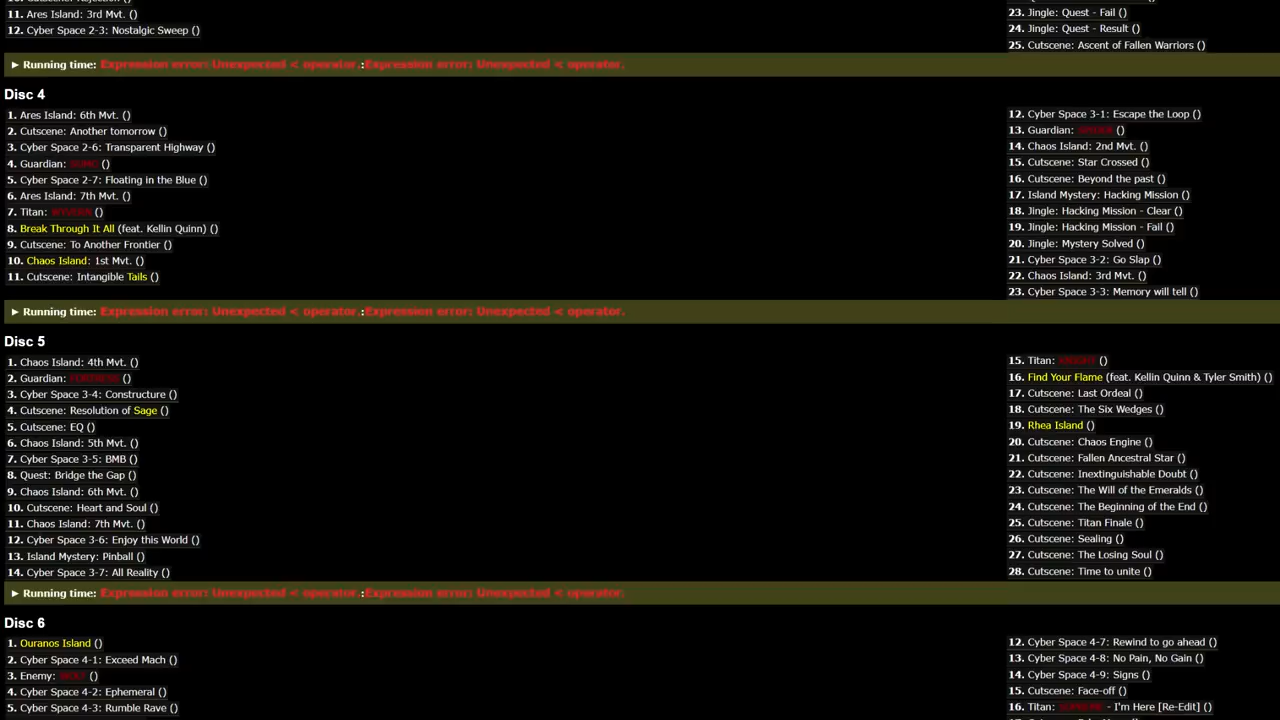 11. Ares Island: 3rd Mvt. ()
12. Cyber Space 2-3: Nostalgic Sweep ()
23. Jingle: Quest - Fail ()
24. Jingle: Quest - Result ()
25. Cutscene: Ascent of Fallen Warriors ()
► Running time: Expression error: Unexpected < operator.:Expression error: Unexpected < operator.
Disc 4
1. Ares Island: 6th Mvt. ()
2. Cutscene: Another tomorrow ()
3. Cyber Space 2-6: Transparent Highway ()
4. Guardian: SUMO ()
5. Cyber Space 2-7: Floating in the Blue ()
6. Ares Island: 7th Mvt. ()
7. Titan: WYVERN ()
8. Break Through It All (feat. Kellin Quinn) ()
9. Cutscene: To Another Frontier ()
10. Chaos Island: 1st Mvt. ()
11. Cutscene: Intangible Tails ()
12. Cyber Space 3-1: Escape the Loop ()
13. Guardian: ()
14. Chaos Island: 2nd Mvt. ()
15. Cutscene: Star Crossed ()
16. Cutscene: Beyond the past ()
17. Island Mystery: Hacking Mission ()
18. Jingle: Hacking Mission - Clear ()
19. Jingle: Hacking Mission - Fail ()
20. Jingle: Mystery Solved ()
21. Cyber Space 3-2: Go Slap ()
22. Chaos Island: 3rd Mvt. ()
23. Cyber Space 3-3: Memory will tell ()
► Running time: Expression error: Unexpected < operator.:Expression error: Unexpected < operator.
Disc 5
1. Chaos Island: 4th Mvt. ()
2. Guardian: FORTRESS ()
3. Cyber Space 3-4: Constructure ()
4. Cutscene: Resolution of Sage ()
5. Cutscene: EQ ()
6. Chaos Island: 5th Mvt. ()
7. Cyber Space 3-5: BMB ()
8. Quest: Bridge the Gap ()
9. Chaos Island: 6th Mvt. ()
10. Cutscene: Heart and Soul ()
11. Chaos Island: 7th Mvt. ()
12. Cyber Space 3-6: Enjoy this World ()
13. Island Mystery: Pinball ()
14. Cyber Space 3-7: All Reality ()
15. Titan: KNIGHT ()
16. Find Your Flame (feat. Kellin Quinn & Tyler Smith) ()
17. Cutscene: Last Ordeal ()
18. Cutscene: The Six Wedges ()
19. Rhea Island ()
20. Cutscene: Chaos Engine ()
21. Cutscene: Fallen Ancestral Star ()
22. Cutscene: Inextinguishable Doubt ()
23. Cutscene: The Will of the Emeralds ()
24. Cutscene: The Beginning of the End ()
25. Cutscene: Titan Finale ()
26. Cutscene: Sealing ()
27. Cutscene: The Losing Soul ()
28. Cutscene: Time to unite ()
► Running time: Expression error: Unexpected < operator.:Expression error: Unexpected < operator.
Disc 6
1. Ouranos Island ()
2. Cyber Space 4-1: Exceed Mach ()
3. Enemy: ()
4. Cyber Space 4-2: Ephemeral ()
5. Cyber Space 4-3: Rumble Rave ()
12. Cyber Space 4-7: Rewind to go ahead ()
13. Cyber Space 4-8: No Pain, No Gain ()
14. Cyber Space 4-9: Signs ()
15. Cutscene: Face-off ()
16. Titan: SUPREME - I'm Here [Re-Edit] ()